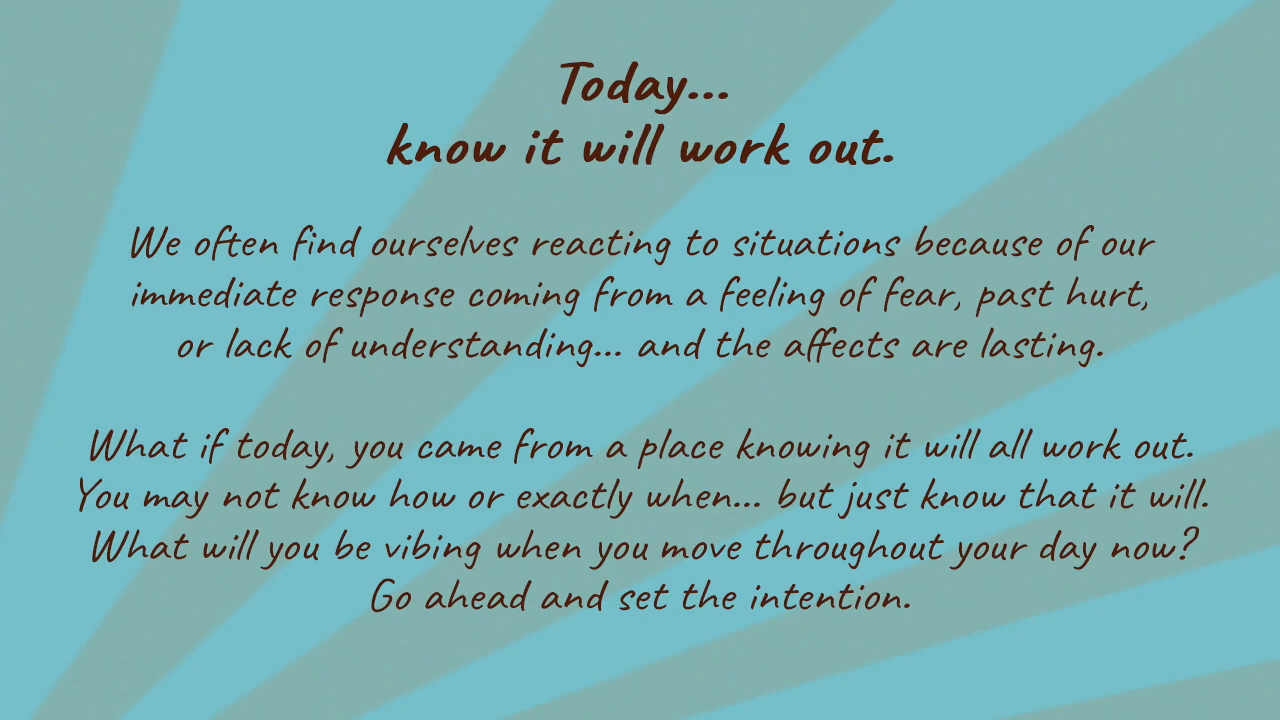 Today...
know it will work out.
We often find ourselves reacting to situations because of our
immediate response coming from a feeling of fear, past hurt,
or lack of understanding... and the affects are lasting.
What if today, you came from a place knowing it will all work out.
You may not know how or exactly when... but just know that it will.
What will you be vibing when you move throughout your day now?
Go ahead and set the intention.